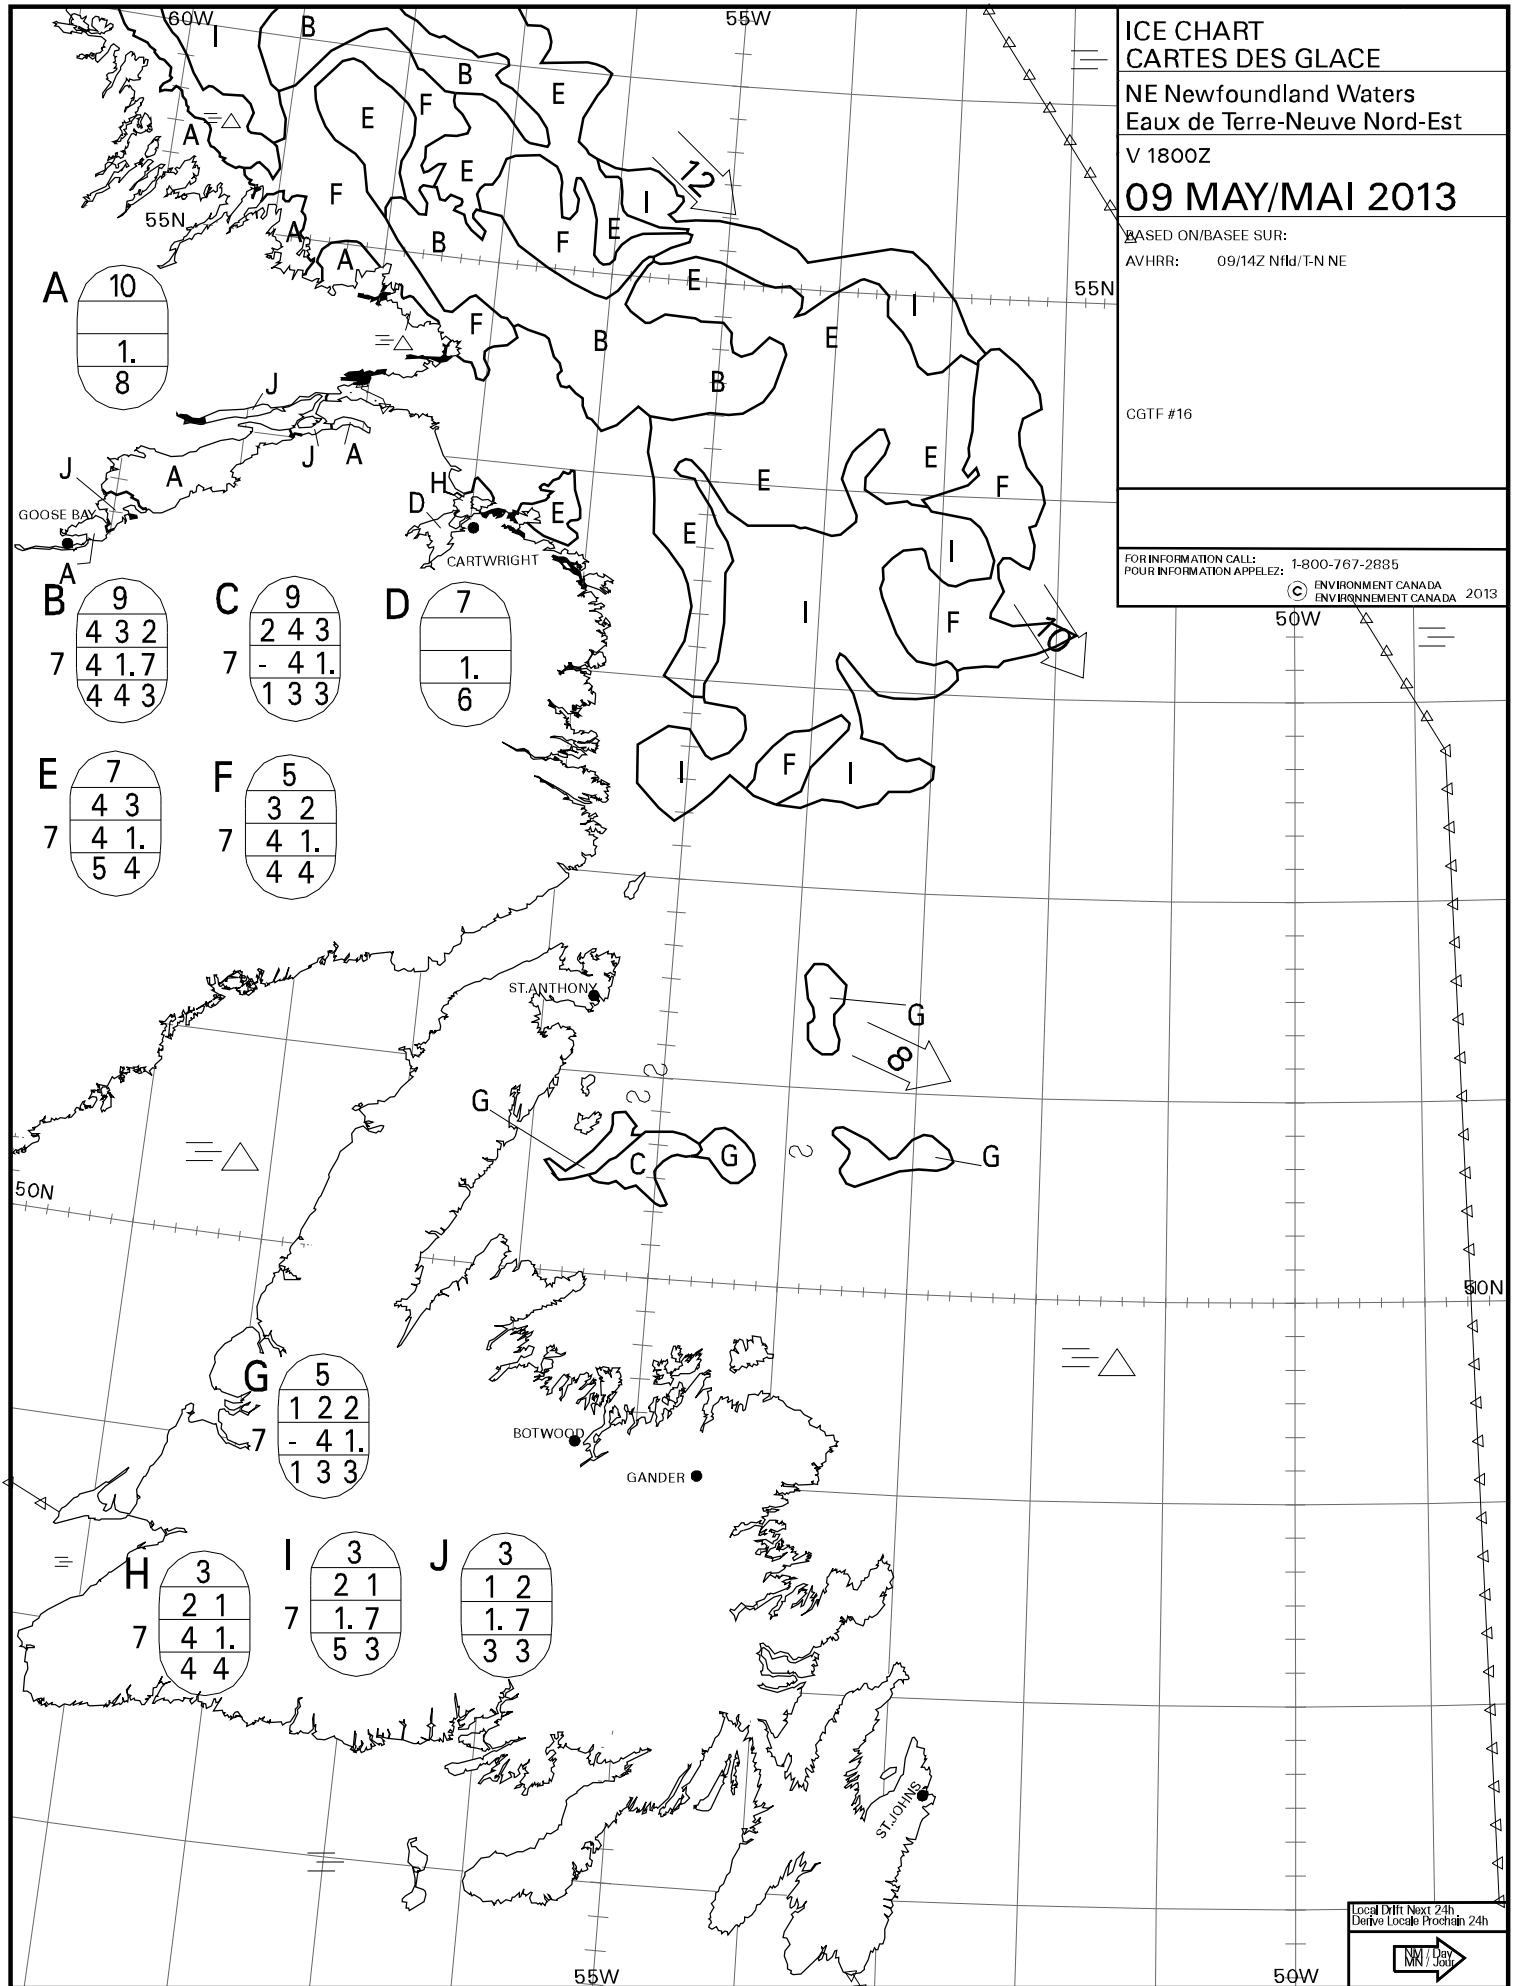 60W
55W
I
B
B
E
E
F
A
E
12
I
F
55N
A
B
F
E
A
E
55N
I
F
B
E
B
ICE CHART
CARTES DES GLACE
NE Newfoundland Waters
Eaux de Terre-Neuve Nord-Est
V 1800Z
09 MAY/MAI 2013
BASED ON/BASEE SUR:
AVHRR: 09/14Z Nfld/T-N NE
CGTF #16
FOR INFORMATION CALL: 1-800-767-2885
POUR INFORMATION APPELEZ:
© ENVIRONMENT CANADA
ENVIRONNEMENT CANADA 2013
A
10
1.
8
J
J
A
J
A
GOOSE BAY
A
H
D
E
CARTWRIGHT
E
E
F
E
I
I
F
10
50W
B
9
4 3 2
7 4 1. 7
4 4 3
C
9
2 4 3
7 - 4 1.
1 3 3
D
7
1.
6
E
7
4 3
7 4 1.
5 4
F
5
3 2
7 4 1.
4 4
I
F
I
ST.ANTHONY
G
8
G
C
G
G
50N
50N
G
5
1 2 2
7 - 4 1.
1 3 3
BOTWOOD
GANDER
H
3
2 1
7 4 1.
4 4
I
3
2 1
7 1. 7
5 3
J
3
1 2
1. 7
3 3
ST.JOHNS
55W
50W
Local Drift Next 24h
Derive Locale Prochain 24h
NM / Day
MN / Jour